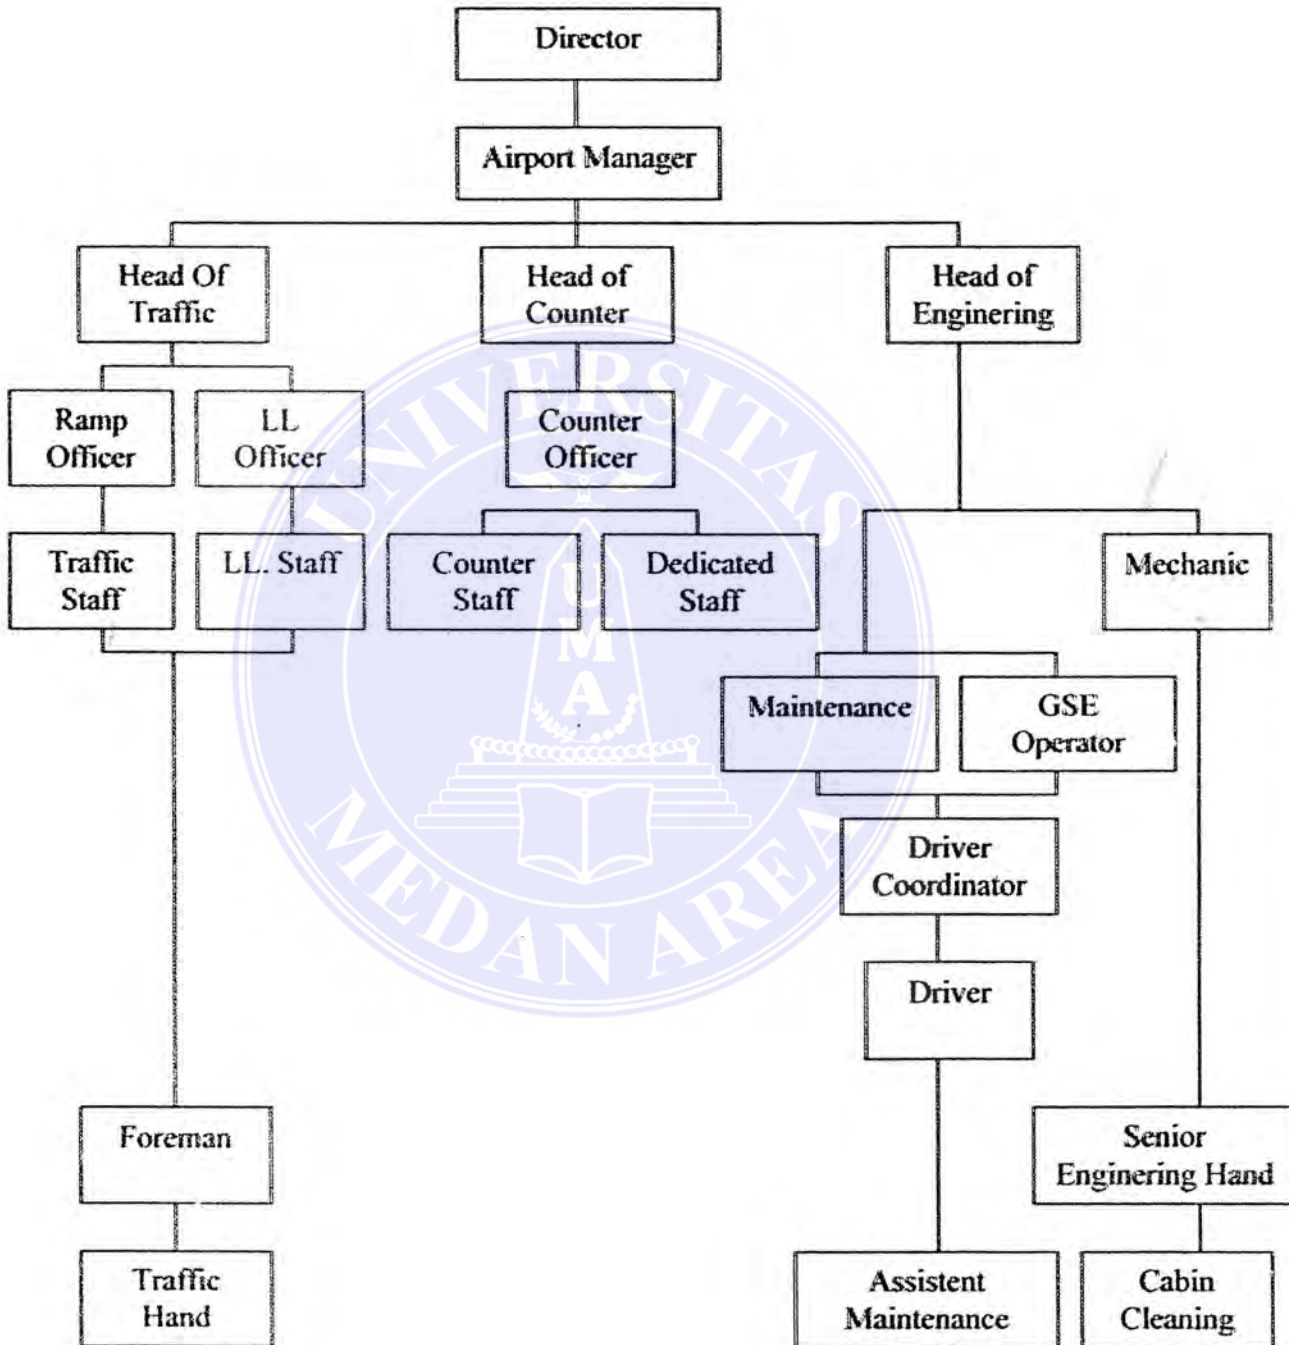 Director
Airport Manager
Head Of
Traffic
Head of
Counter
Head of
Enginering
Ramp
Officer
LL
Officer
Counter
Officer
Traffic
Staff
LL. Staff
Counter
Staff
Dedicated
Staff
Mechanic
Maintenance
GSE
Operator
Driver
Coordinator
Driver
Foreman
Senior
Enginering Hand
Traffic
Hand
Assistent
Maintenance
Cabin
Cleaning
UNIVERSITAS
UMA
MEDAN AREA